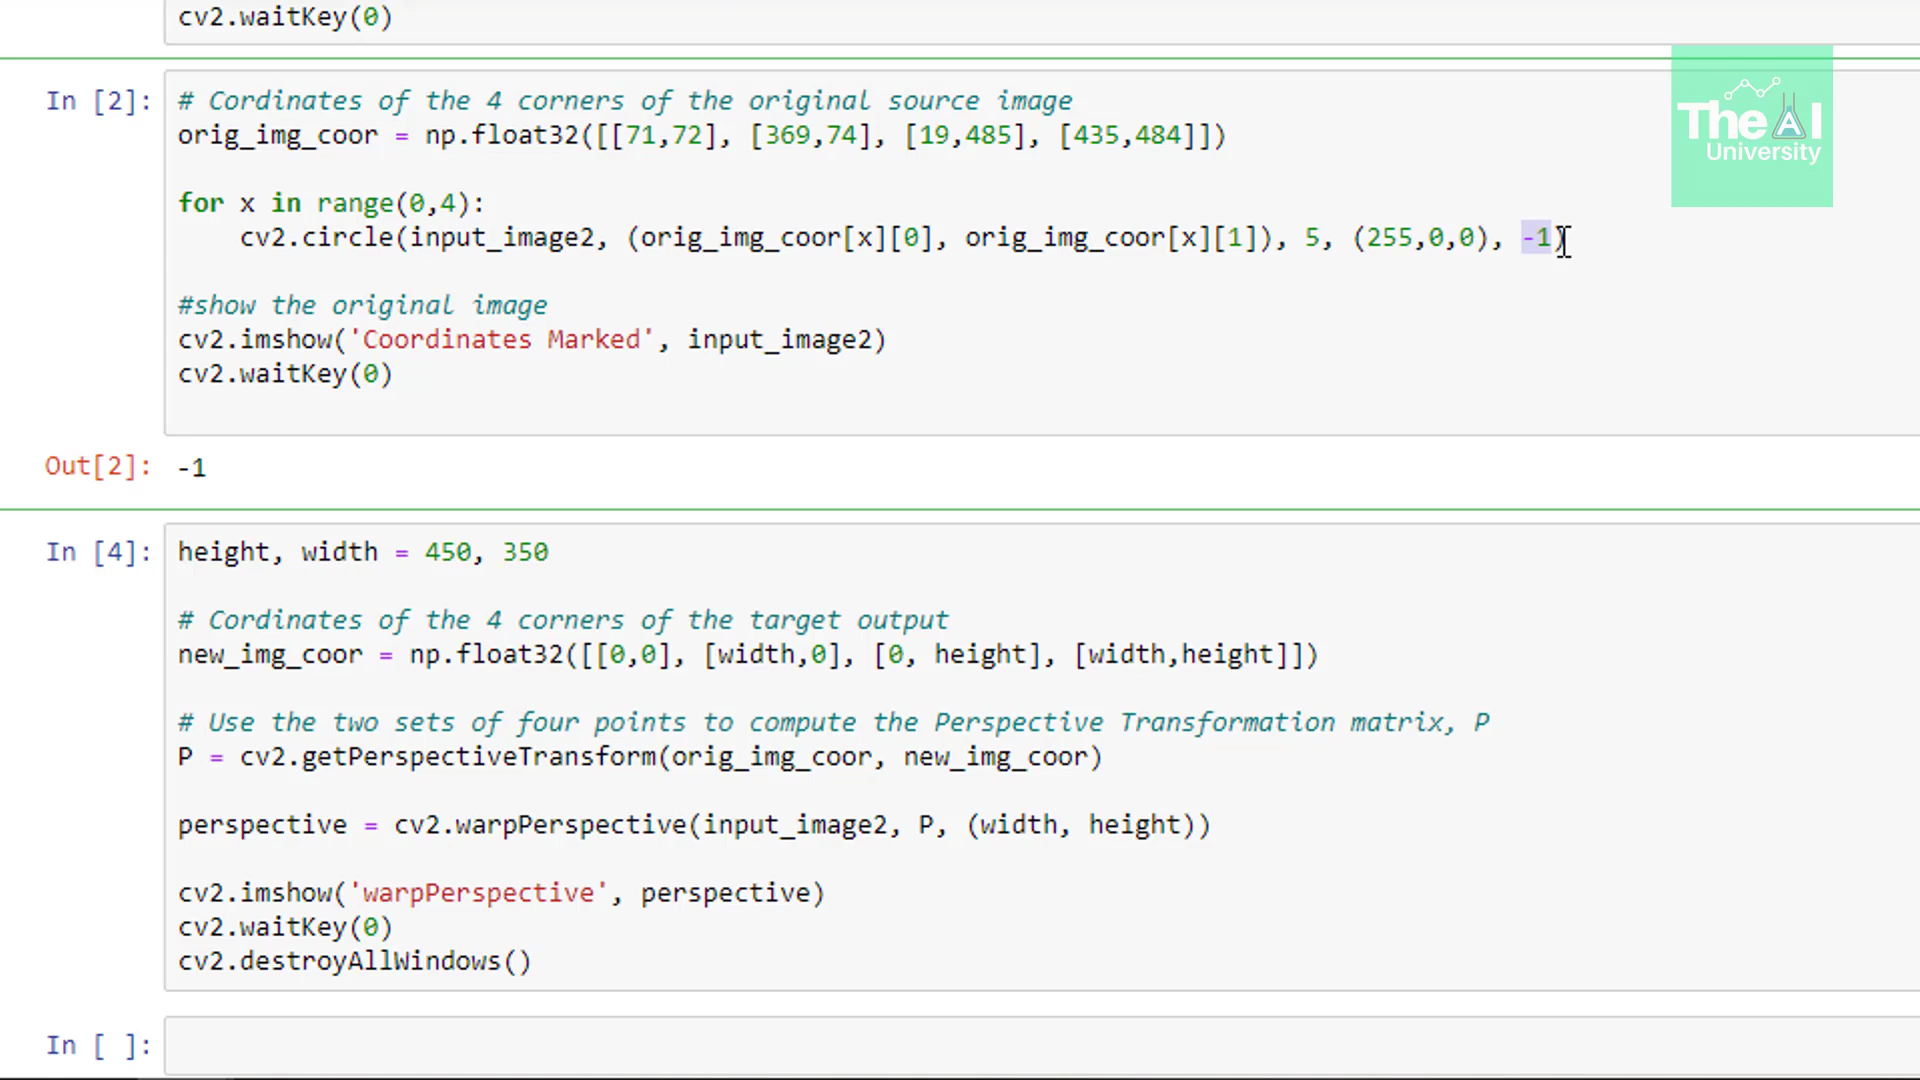 cv2.waitKey(0)
The AI
University
In [2]:
# Cordinates of the 4 corners of the original source image
orig_img_coor = np.float32([[71,72], [369,74], [19,485], [435,484]])
for x in range(0,4):
    cv2.circle(input_image2, (orig_img_coor[x][0], orig_img_coor[x][1]), 5, (255,0,0), -1)
#show the original image
cv2.imshow('Coordinates Marked', input_image2)
cv2.waitKey(0)
Out[2]: -1
In [4]:
height, width = 450, 350
# Cordinates of the 4 corners of the target output
new_img_coor = np.float32([[0,0], [width,0], [0, height], [width,height]])
# Use the two sets of four points to compute the Perspective Transformation matrix, P
P = cv2.getPerspectiveTransform(orig_img_coor, new_img_coor)
perspective = cv2.warpPerspective(input_image2, P, (width, height))
cv2.imshow('warpPerspective', perspective)
cv2.waitKey(0)
cv2.destroyAllWindows()
In [ ]: